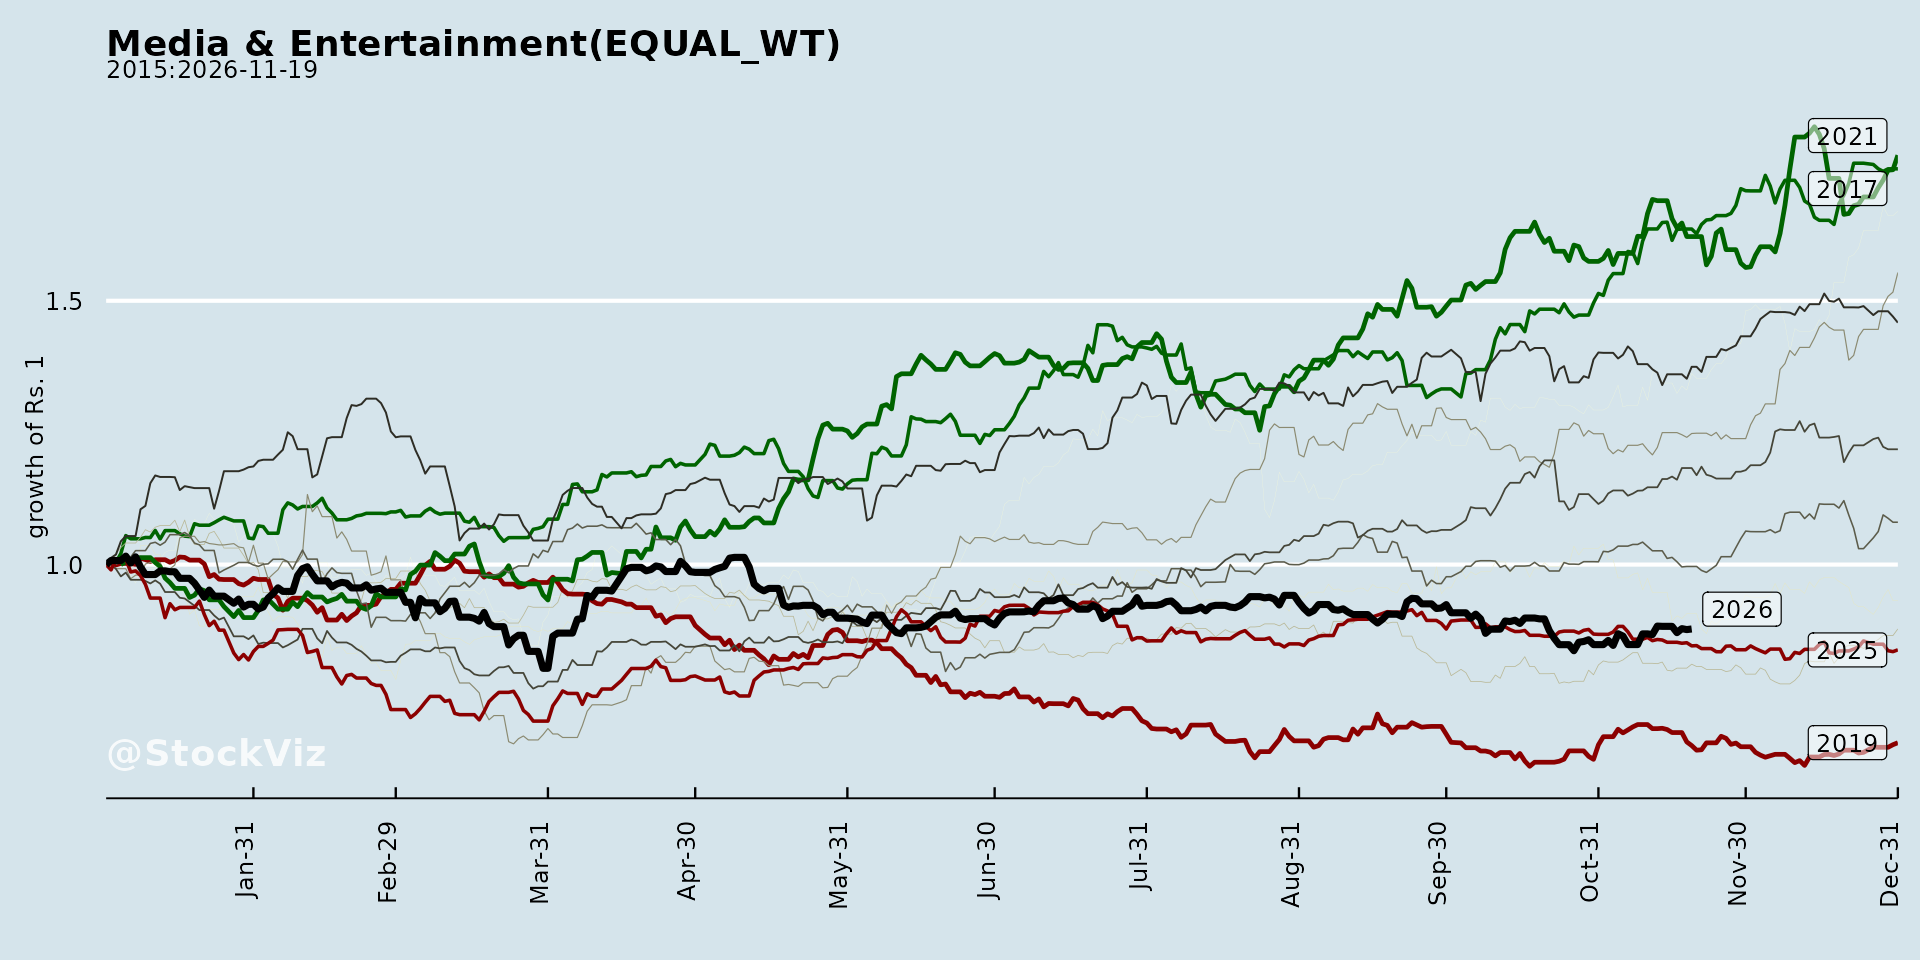 Media & Entertainment(EQUAL_WT)
2015:2026-11-19
2021
2017
1.5
growth of Rs. 1
1.0
2026
2025
2019
@StockViz
Jan-31
Feb-29
Mar-31
Apr-30
May-31
Jun-30
Jul-31
Aug-31
Sep-30
Oct-31
Nov-30
Dec-31